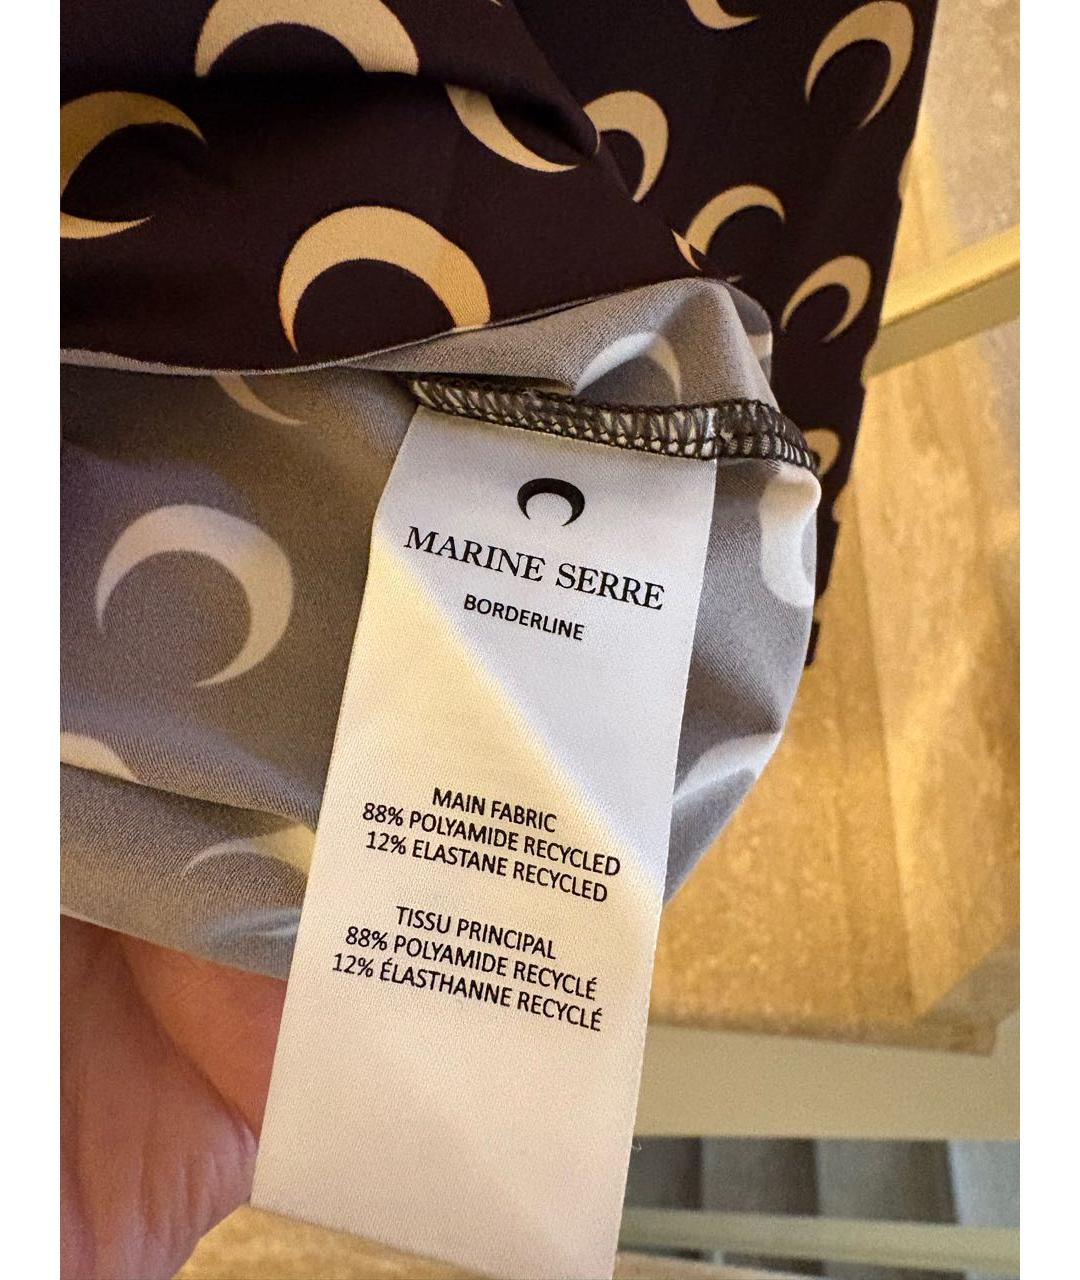 MARINE SERRE
BORDERLINE
MAIN FABRIC
88% POLYAMIDE RECYCLED
12% ELASTANE RECYCLED
TISSU PRINCIPAL
88% POLYAMIDE RECYCLÉ
12% ÉLASTHANNE RECYCLÉ